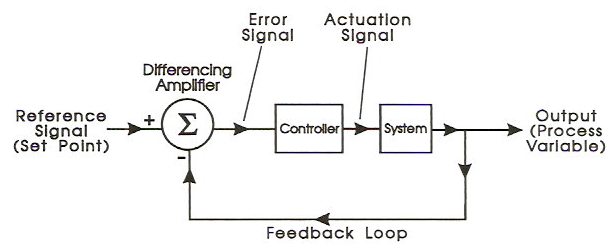 Error
Signal
Actuation
Signal
Differencing
Amplifier
Reference
Signal
(Set Point)
+
Σ
-
Controller
System
Output
(Process
Variable)
Feedback Loop